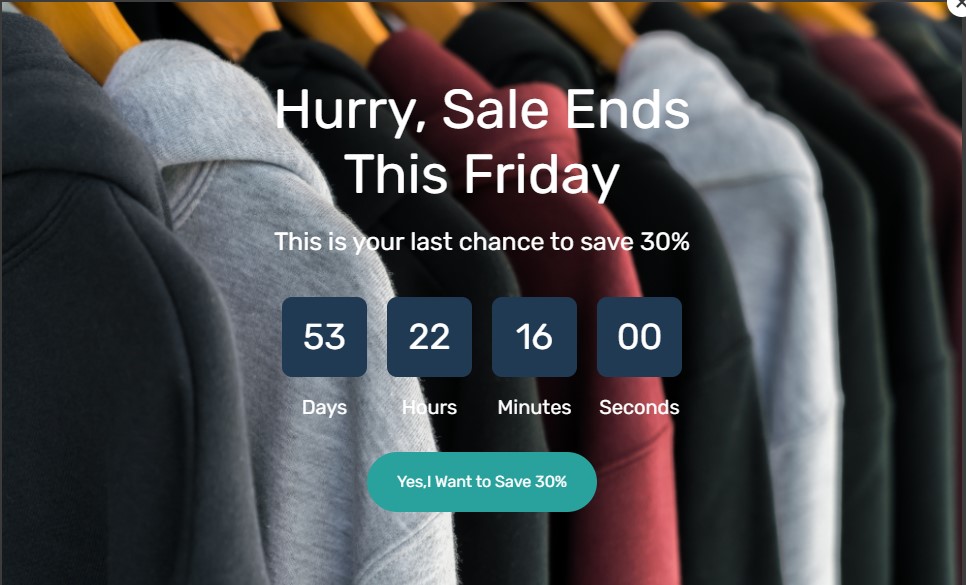 Hurry, Sale Ends
This Friday
This is your last chance to save 30%
53 22 16 00
Days Hours Minutes Seconds
Yes,I Want to Save 30%